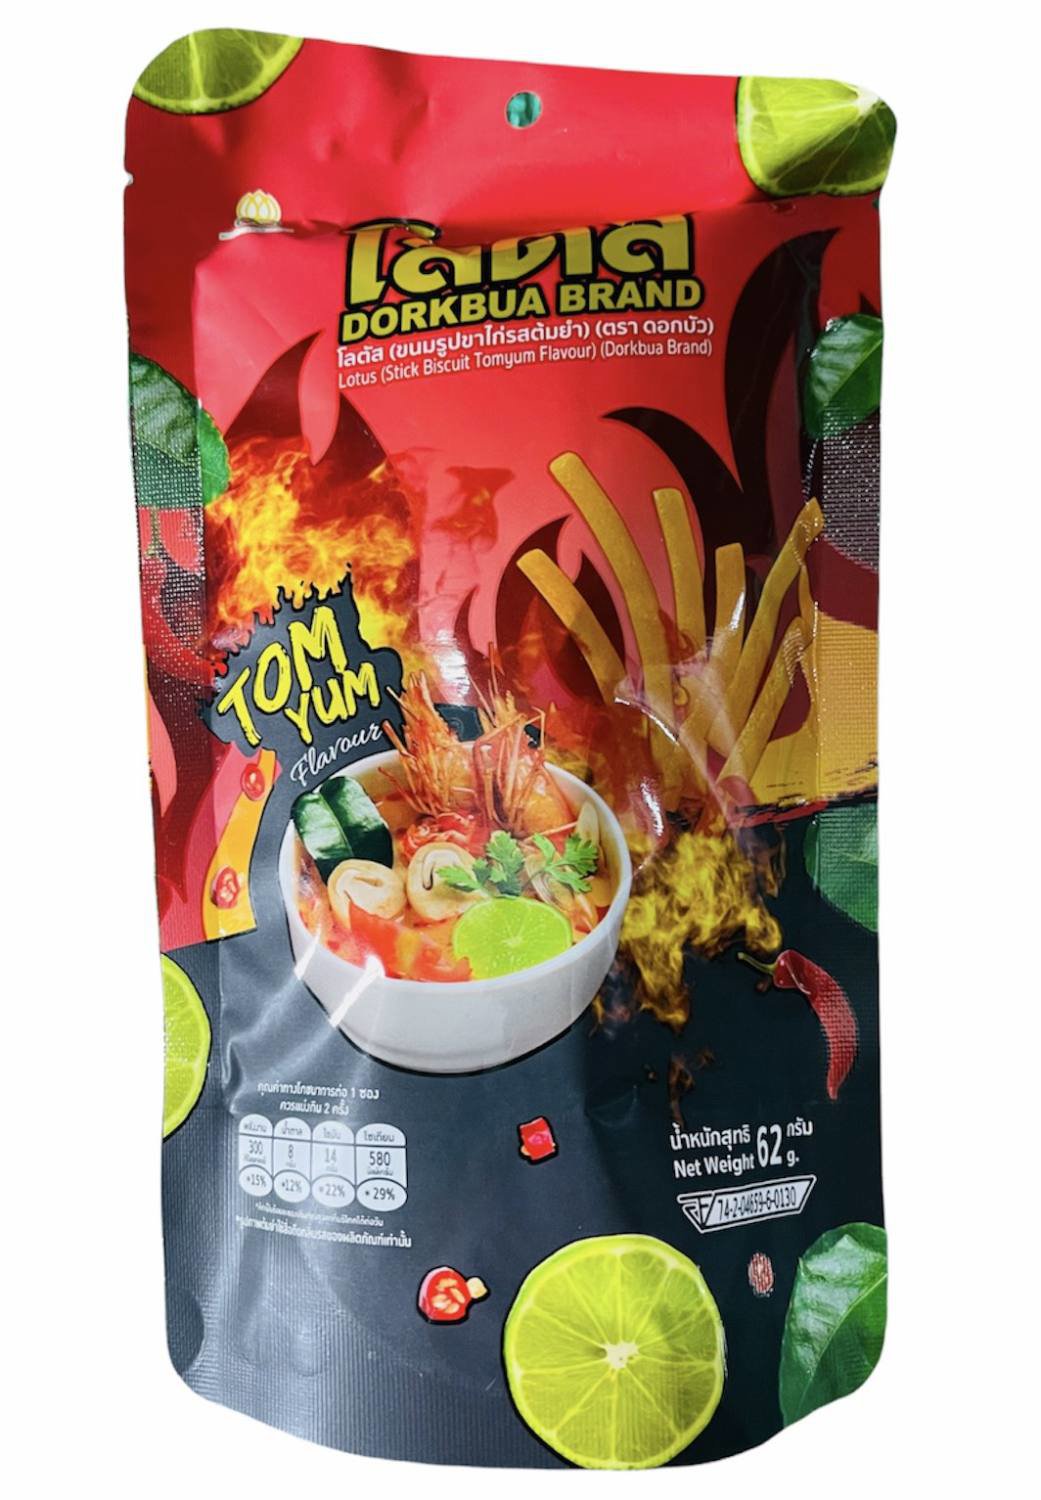 โลตัส
DORKBUA BRAND
โลตัส (ขนมรูปขาไก่รสต้มยำ) (ตรา ดอกบัว)
Lotus (Stick Biscuit Tomyum Flavour) (Dorkbua Brand)
TOM
YUM
Flavour
คุณค่าทางโภชนาการต่อ 1 ซอง
ควรแบ่งกิน 2 ครั้ง
พลังงาน น้ำตาล ไขมัน โซเดียม
300 8 14 580
*15% *12% *22% *29%
น้ำหนักสุทธิ 62 กรัม
Net Weight g.
74-2-04659-6-0130